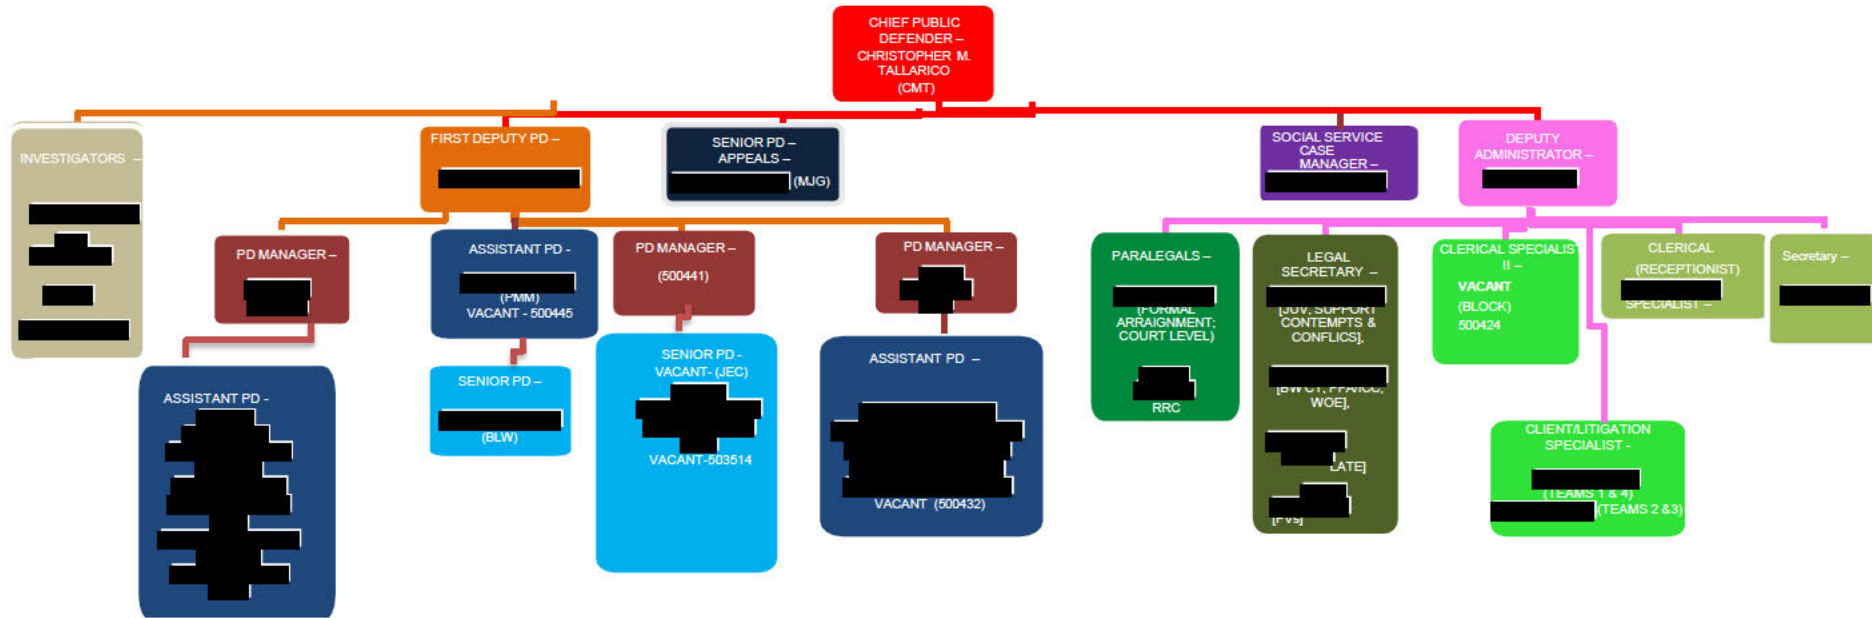 CHIEF PUBLIC
DEFENDER –
CHRISTOPHER M.
TALLARICO
(CMT)
INVESTIGATORS –
FIRST DEPUTY PD –
SENIOR PD –
APPEALS –
(MJG)
SOCIAL SERVICE
CASE
MANAGER –
DEPUTY
ADMINISTRATOR –
PD MANAGER –
ASSISTANT PD -
(PMM)
VACANT - 500445
PD MANAGER –
(500441)
PD MANAGER –
PARALEGALS –
(FORMAL
ARRAIGNMENT;
COURT LEVEL)
RRC
LEGAL
SECRETARY –
[JUV, SUPPORT
CONTEMPTS &
CONFLICS],
[BW CT, PPA/ICC,
WOE],
LATE]
[PVs]
CLERICAL SPECIALIST
II –
VACANT
(BLOCK)
500424
CLERICAL
(RECEPTIONIST)
SPECIALIST –
Secretary –
ASSISTANT PD -
SENIOR PD –
(BLW)
SENIOR PD -
VACANT- (JEC)
VACANT-503514
ASSISTANT PD –
VACANT (500432)
CLIENT/LITIGATION
SPECIALIST -
(TEAMS 1 & 4)
(TEAMS 2 &3)